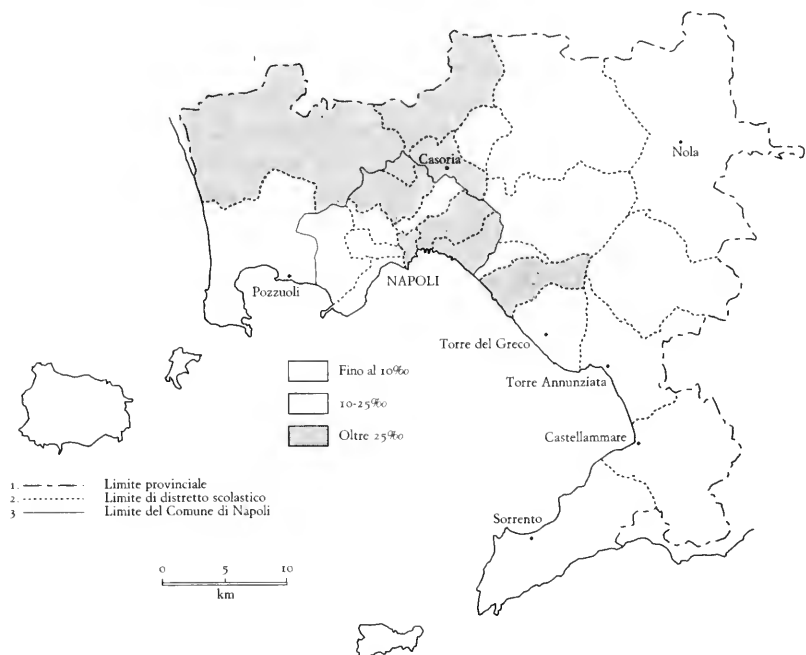 Nola
Casoria
Pozzuoli
NAPOLI
Torre del Greco
Torre Annunziata
Castellammare
Sorrento
Fino al 10‰
10-25‰
Oltre 25‰
1. Limite provinciale
2. Limite di distretto scolastico
3 Limite del Comune di Napoli
0 5 10
km